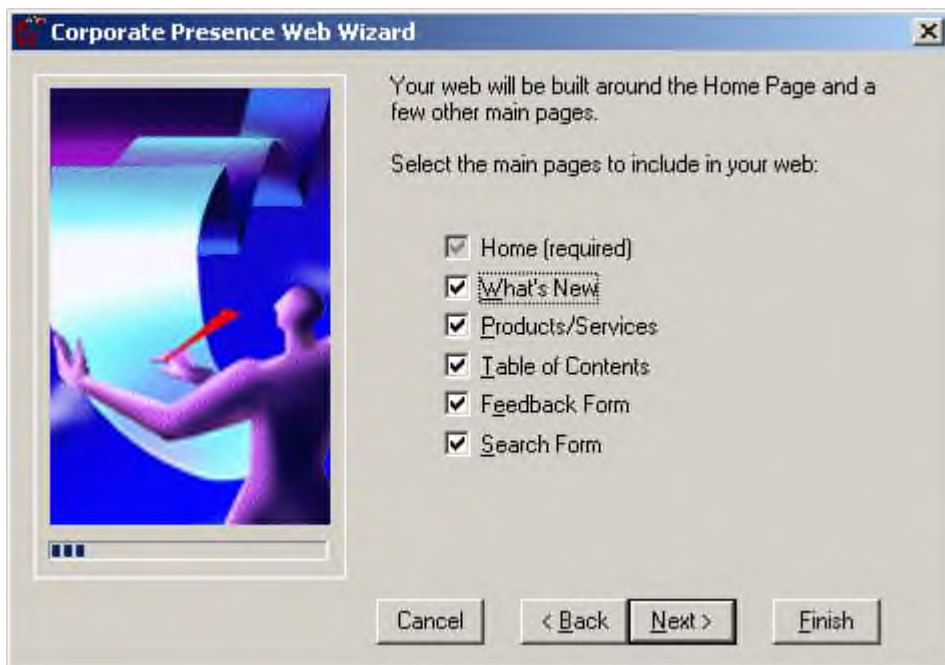 Corporate Presence Web Wizard
Your web will be built around the Home Page and a
few other main pages.
Select the main pages to include in your web:
Home (required)
What's New
Products/Services
Table of Contents
Feedback Form
Search Form
Cancel
< Back
Next >
Finish